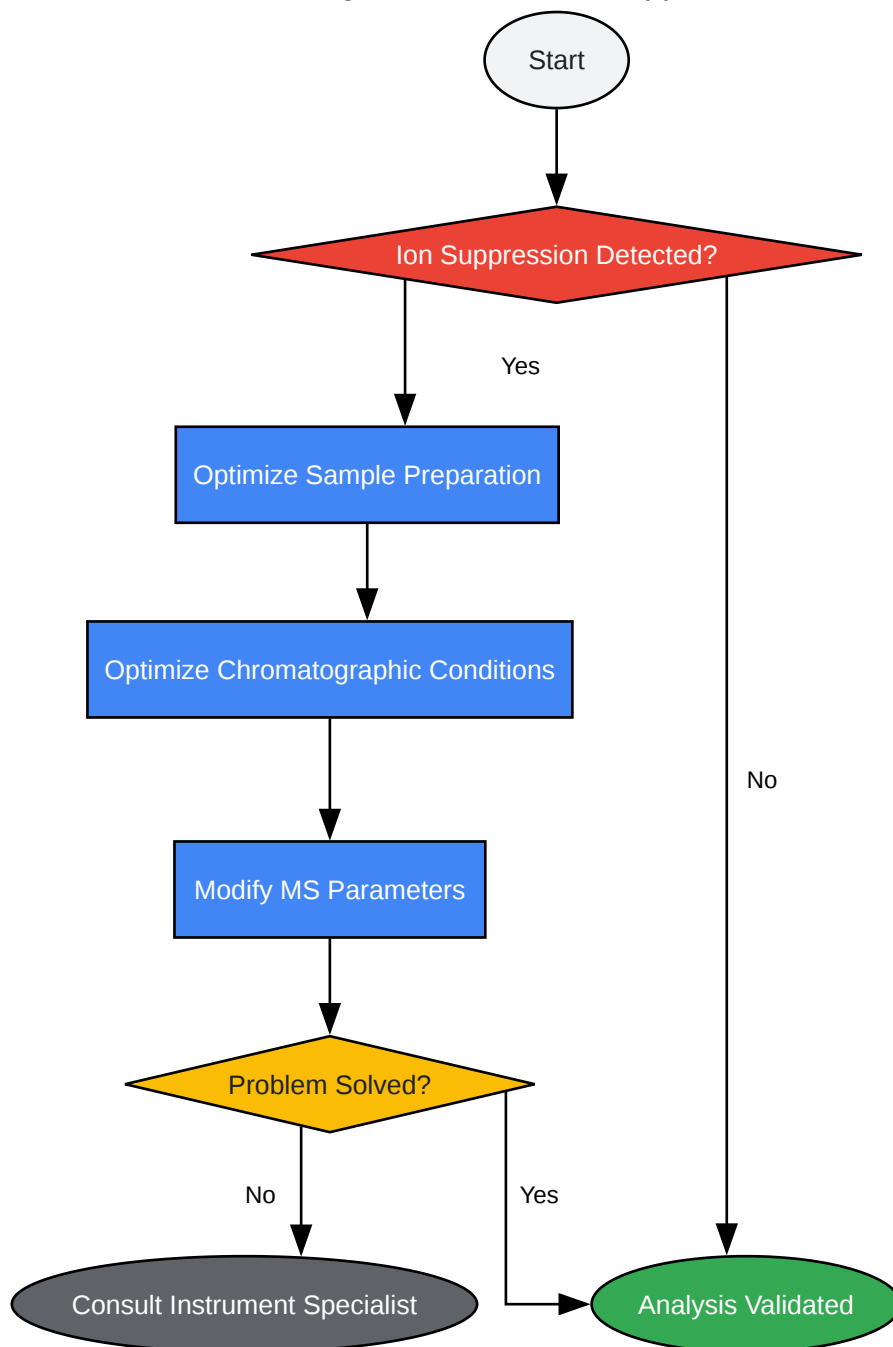 Start
Ion Suppression Detected?
Yes
Optimize Sample Preparation
Optimize Chromatographic Conditions
No
Modify MS Parameters
Problem Solved?
No
Yes
Consult Instrument Specialist
Analysis Validated